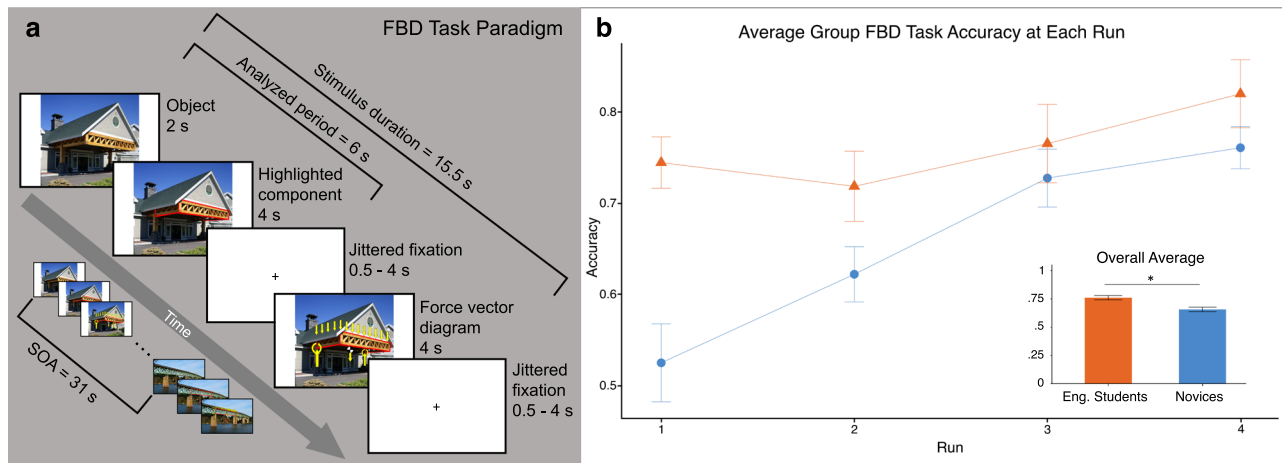 a
FBD Task Paradigm
Stimulus duration = 15.5 s
Analyzed period = 6 s
Object
2 s
Highlighted
component
4 s
Jittered fixation
0.5 - 4 s
+
Force vector
diagram
4 s
Jittered
fixation
0.5 - 4 s
+
Time
...
SOA = 31 s
b
Average Group FBD Task Accuracy at Each Run
Accuracy
0.8
0.7
0.6
0.5
1
2
3
4
Run
Overall Average
*
1
.75
.5
.25
0
Eng. Students
Novices